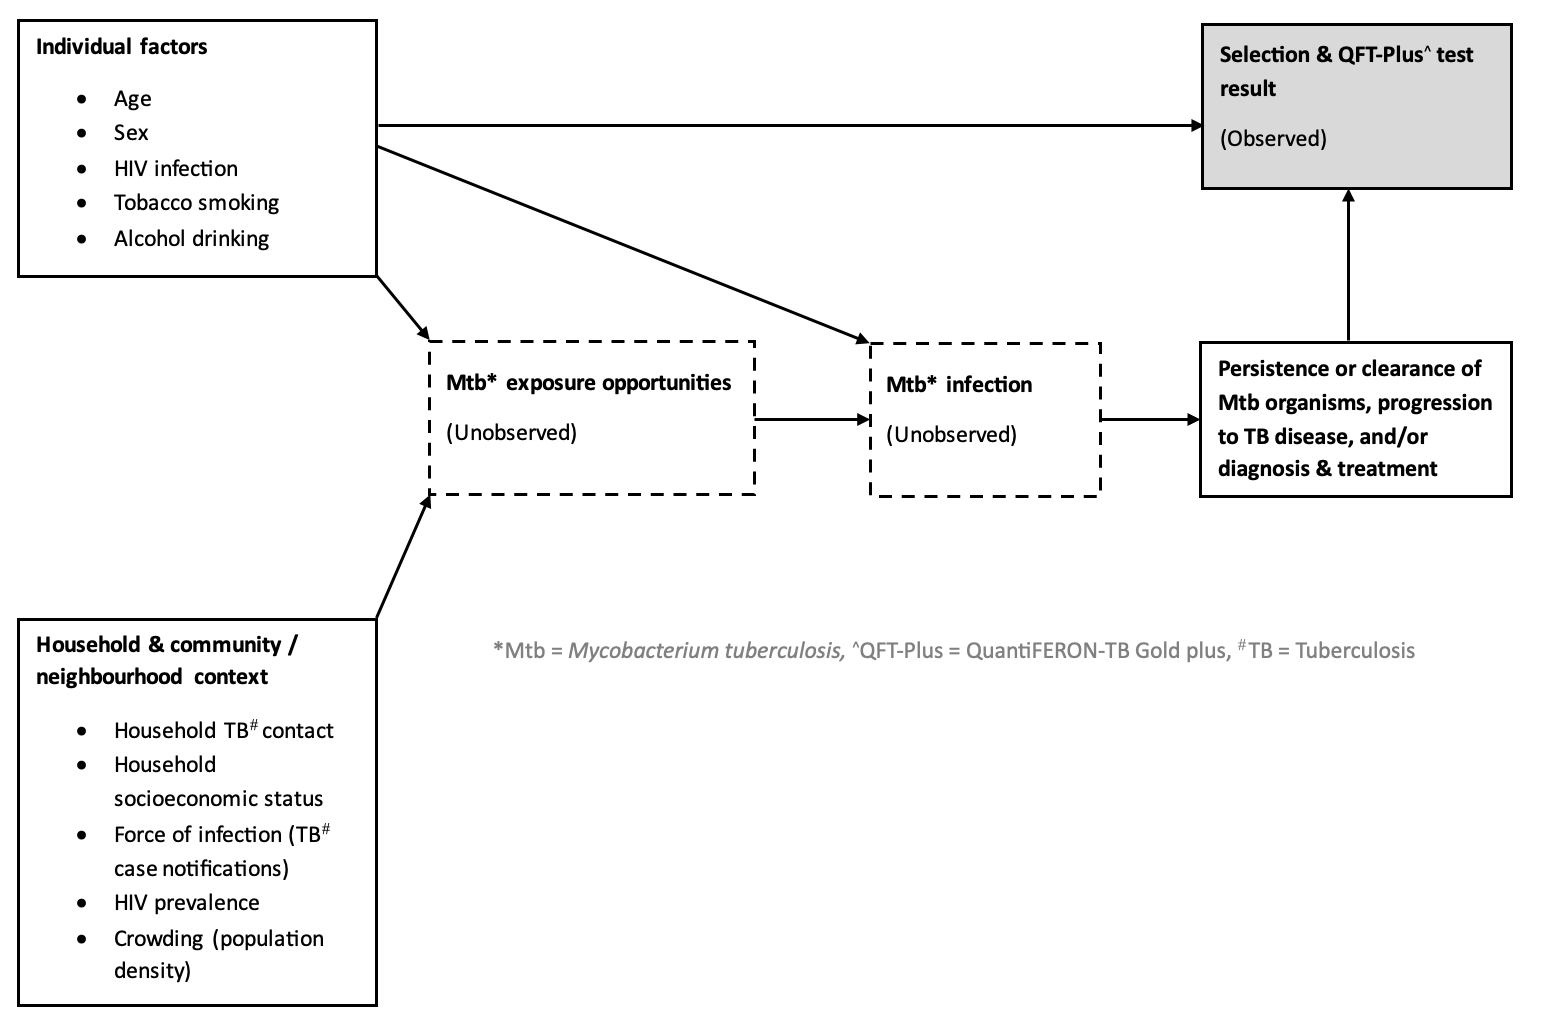 Individual factors
• Age
• Sex
• HIV infection
• Tobacco smoking
• Alcohol drinking
Selection & QFT-Plus^ test
result
(Observed)
Mtb* exposure opportunities
(Unobserved)
Mtb* infection
(Unobserved)
Persistence or clearance of
Mtb organisms, progression
to TB disease, and/or
diagnosis & treatment
Household & community /
neighbourhood context
• Household TB# contact
• Household
socioeconomic status
• Force of infection (TB#
case notifications)
• HIV prevalence
• Crowding (population
density)
*Mtb = Mycobacterium tuberculosis, ^QFT-Plus = QuantiFERON-TB Gold plus, #TB = Tuberculosis